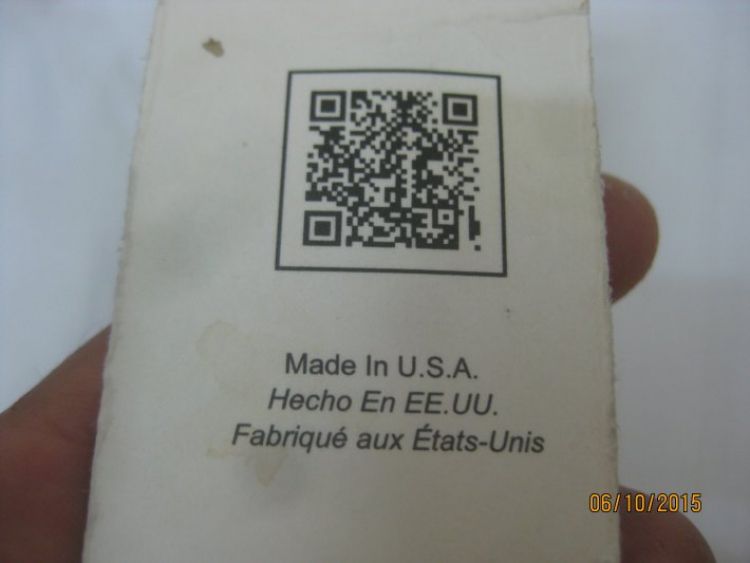 Made In U.S.A.
Hecho En EE.UU.
Fabriqué aux États-Unis
06/10/2015